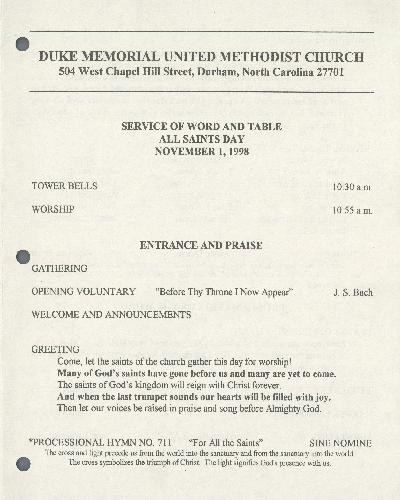 DUKE MEMORIAL UNITED METHODIST CHURCH
504 West Chapel Hill Street, Durham, North Carolina 27701
SERVICE OF WORD AND TABLE
ALL SAINTS DAY
NOVEMBER 1, 1998
TOWER BELLS 10:30 a.m.
WORSHIP 10:55 a.m.
ENTRANCE AND PRAISE
GATHERING
OPENING VOLUNTARY "Before Thy Throne I Now Appear" J. S. Bach
WELCOME AND ANNOUNCEMENTS
GREETING
Come, let the saints of the church gather this day for worship!
Many of God's saints have gone before us and many are yet to come.
The saints of God's kingdom will reign with Christ forever.
And when the last trumpet sounds our hearts will be filled with joy.
Then let our voices be raised in praise and song before Almighty God.
*PROCESSIONAL HYMN NO. 711 "For All the Saints" SINE NOMINE
The cross and light precede us from the world into the sanctuary and from the sanctuary into the world.
The cross symbolizes the triumph of Christ. The light signifies God's presence with us.